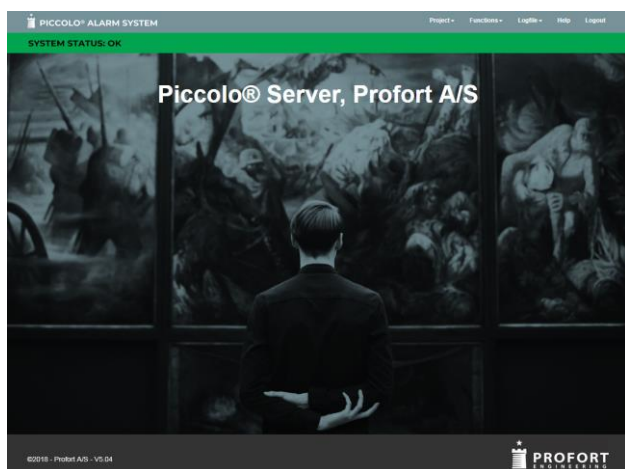 PICCOLO® ALARM SYSTEM
Project Functions Logfile Help Logout
SYSTEM STATUS: OK
Piccolo® Server, Profort A/S
©2018 - Profort A/S - V5.04
PROFORT
ENGINEERING